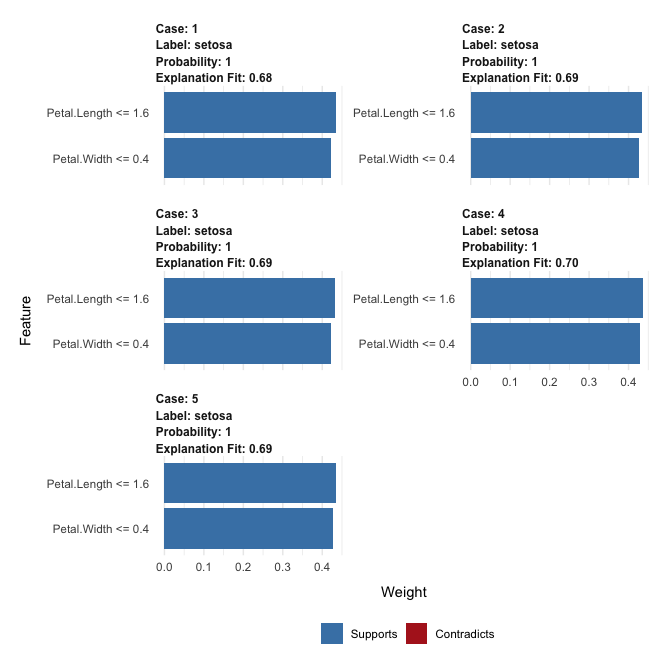 Case: 1
Label: setosa
Probability: 1
Explanation Fit: 0.68
Petal.Length <= 1.6
Petal.Width <= 0.4
Case: 2
Label: setosa
Probability: 1
Explanation Fit: 0.69
Petal.Length <= 1.6
Petal.Width <= 0.4
Case: 3
Label: setosa
Probability: 1
Explanation Fit: 0.69
Petal.Length <= 1.6
Petal.Width <= 0.4
Case: 4
Label: setosa
Probability: 1
Explanation Fit: 0.70
Petal.Length <= 1.6
Petal.Width <= 0.4
0.0 0.1 0.2 0.3 0.4
Case: 5
Label: setosa
Probability: 1
Explanation Fit: 0.69
Petal.Length <= 1.6
Petal.Width <= 0.4
0.0 0.1 0.2 0.3 0.4
Feature
Weight
Supports Contradicts